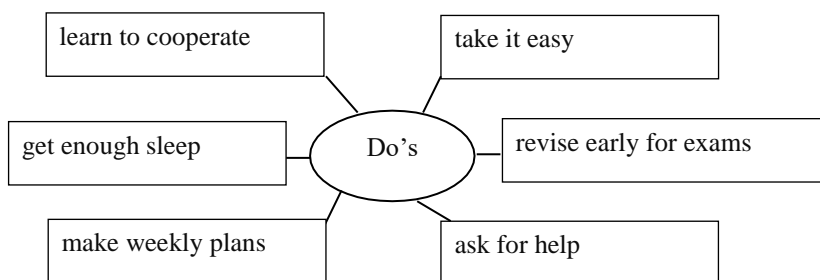 learn to cooperate
take it easy
get enough sleep
Do’s
revise early for exams
make weekly plans
ask for help